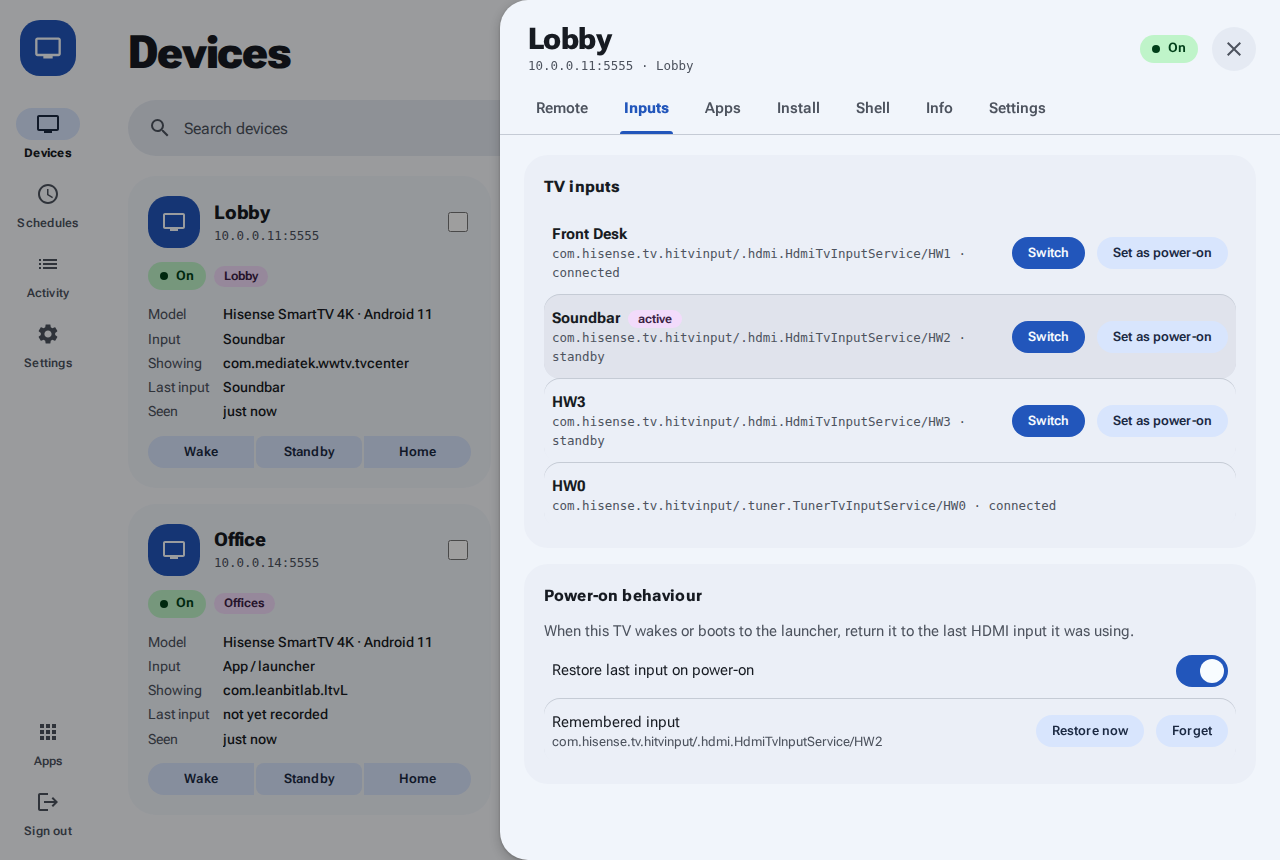 Devices
Schedules
Activity
Settings
Apps
Sign out
Devices
Search devices
Lobby
10.0.0.11:5555
On
Lobby
Model Hisense SmartTV 4K · Android 11
Input Soundbar
Showing com.mediatek.wwtv.tvcenter
Last input Soundbar
Seen just now
Wake Standby Home
Office
10.0.0.14:5555
On
Offices
Model Hisense SmartTV 4K · Android 11
Input App / launcher
Showing com.leanbitlab.ltvL
Last input not yet recorded
Seen just now
Wake Standby Home
Lobby
10.0.0.11:5555 · Lobby
On
Remote Inputs Apps Install Shell Info Settings
TV inputs
Front Desk
com.hisense.tv.hitvinput/.hdmi.HdmiTvInputService/HW1 ·
connected
Switch Set as power-on
Soundbar active
com.hisense.tv.hitvinput/.hdmi.HdmiTvInputService/HW2 ·
standby
Switch Set as power-on
HW3
com.hisense.tv.hitvinput/.hdmi.HdmiTvInputService/HW3 ·
standby
Switch Set as power-on
HW0
com.hisense.tv.hitvinput/.tuner.TunerTvInputService/HW0 · connected
Power-on behaviour
When this TV wakes or boots to the launcher, return it to the last HDMI input it was using.
Restore last input on power-on
Remembered input
com.hisense.tv.hitvinput/.hdmi.HdmiTvInputService/HW2
Restore now Forget